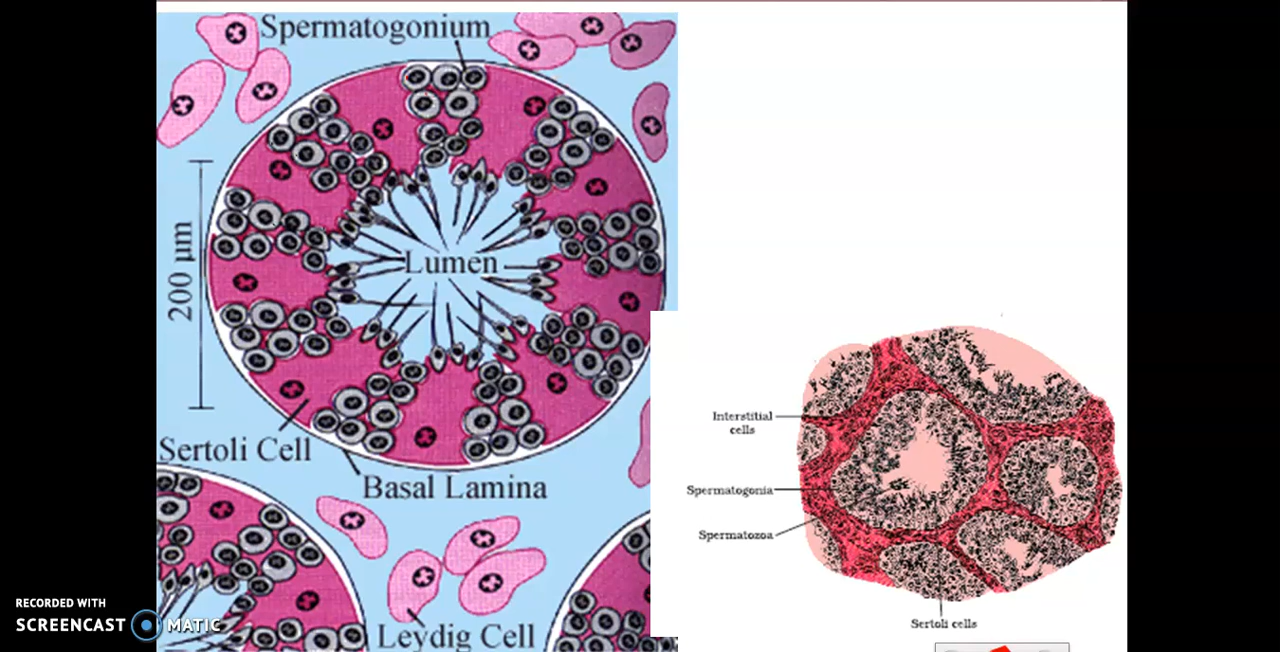 Spermatogonium
Lumen
200 µm
Sertoli Cell
Basal Lamina
Leydig Cell
Interstitial
cells
Spermatogonia
Spermatozoa
Sertoli cells
RECORDED WITH
SCREENCAST MATIC